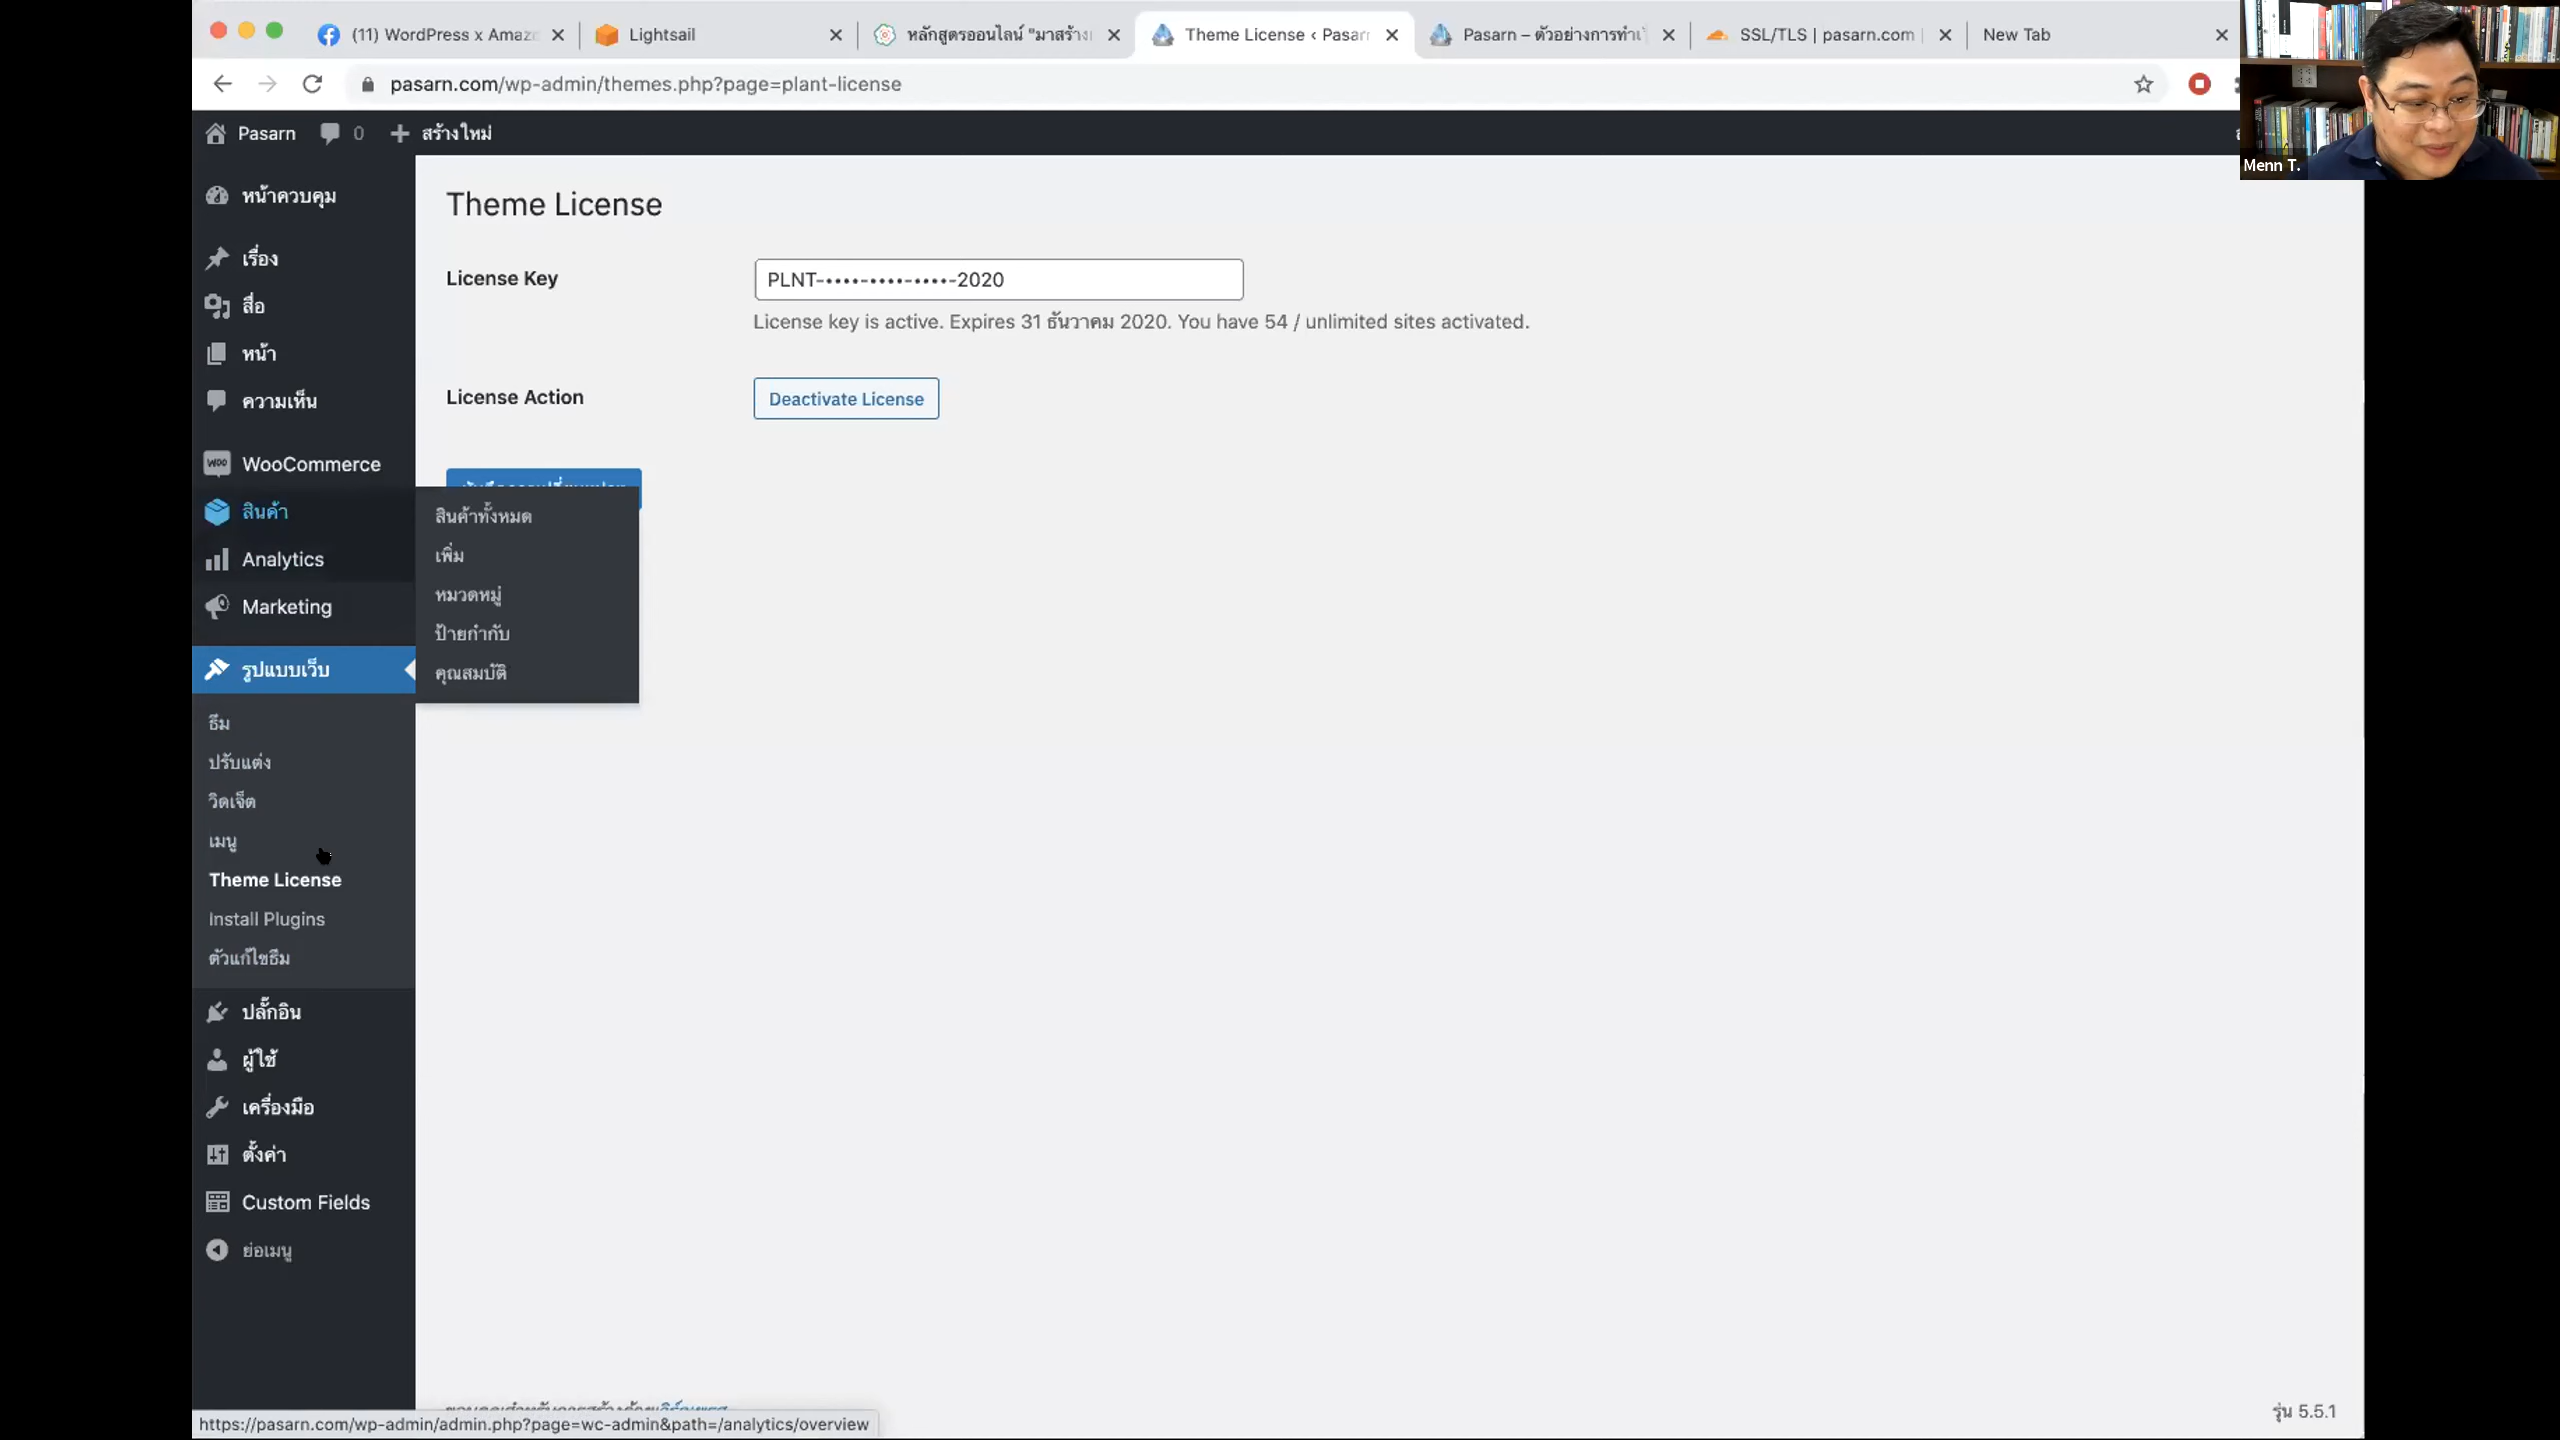 (11) WordPress x Amaz
Lightsail
หลักสูตรออนไลน์ "มาสร้าง
Theme License ‹ Pasarn
Pasarn – ตัวอย่างการทำเว็
SSL/TLS | pasarn.com |
New Tab
pasarn.com/wp-admin/themes.php?page=plant-license
Menn T.
Pasarn
0
สร้างใหม่
หน้าควบคุม
เรื่อง
สื่อ
หน้า
ความเห็น
WooCommerce
สินค้า
Analytics
Marketing
รูปแบบเว็บ
ธีม
ปรับแต่ง
วิดเจ็ต
เมนู
Theme License
Install Plugins
ตัวแก้ไขธีม
ปลั๊กอิน
ผู้ใช้
เครื่องมือ
ตั้งค่า
Custom Fields
ย่อเมนู
สินค้าทั้งหมด
เพิ่ม
หมวดหมู่
ป้ายกำกับ
คุณสมบัติ
Theme License
License Key
PLNT-••••-••••-••••-2020
License key is active. Expires 31 ธันวาคม 2020. You have 54 / unlimited sites activated.
License Action
Deactivate License
https://pasarn.com/wp-admin/admin.php?page=wc-admin&path=/analytics/overview
รุ่น 5.5.1